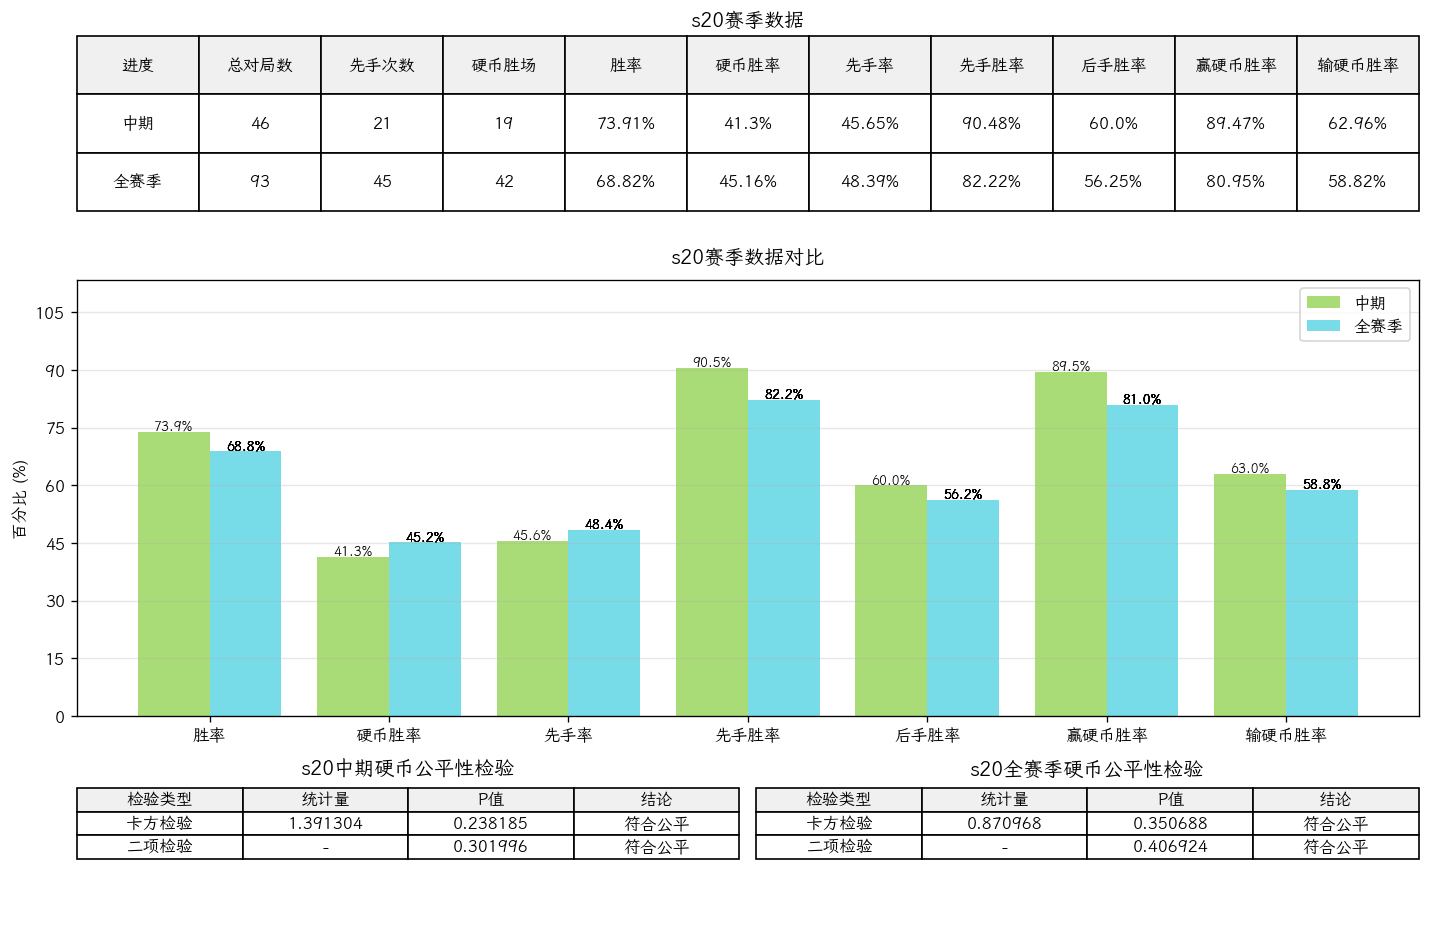 s20赛季数据
进度 总对局数 先手次数 硬币胜场 胜率 硬币胜率 先手率 先手胜率 后手胜率 赢硬币胜率 输硬币胜率
中期 46 21 19 73.91% 41.3% 45.65% 90.48% 60.0% 89.47% 62.96%
全赛季 93 45 42 68.82% 45.16% 48.39% 82.22% 56.25% 80.95% 58.82%
s20赛季数据对比
中期
全赛季
105
90
75
60
45
30
15
0
百分比 (%)
73.9% 68.8% 41.3% 45.2% 45.6% 48.4% 90.5% 82.2% 60.0% 56.2% 89.5% 81.0% 63.0% 58.8%
胜率 硬币胜率 先手率 先手胜率 后手胜率 赢硬币胜率 输硬币胜率
s20中期硬币公平性检验
检验类型 统计量 P值 结论
卡方检验 1.391304 0.238185 符合公平
二项检验 - 0.301996 符合公平
s20全赛季硬币公平性检验
检验类型 统计量 P值 结论
卡方检验 0.870968 0.350688 符合公平
二项检验 - 0.406924 符合公平